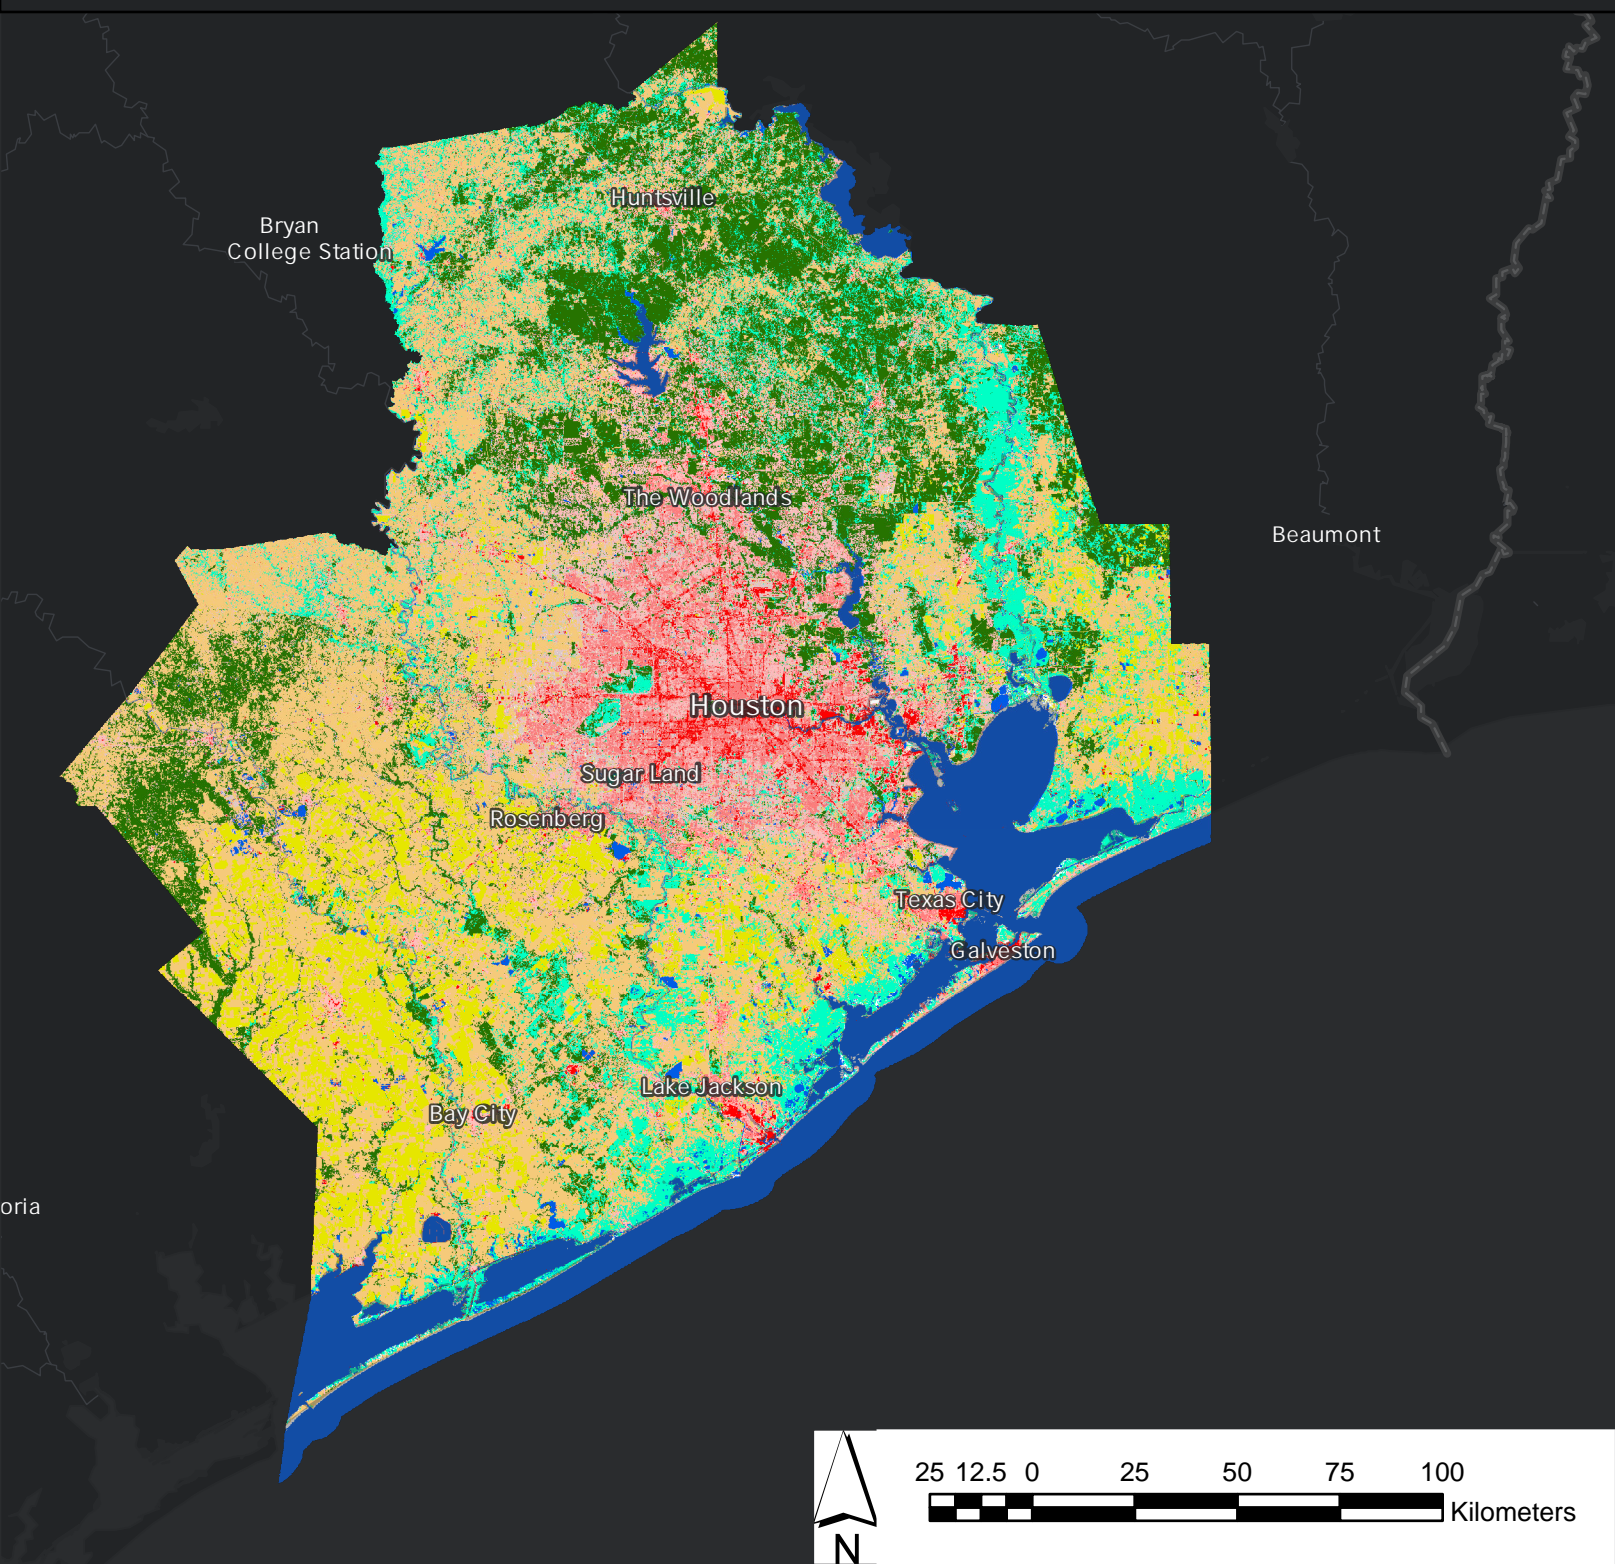 Huntsville
Bryan
College Station
The Woodlands
Beaumont
Houston
Sugar Land
Rosenberg
Texas City
Galveston
Lake Jackson
Bay City
oria
25 12.5 0 25 50 75 100
Kilometers
N